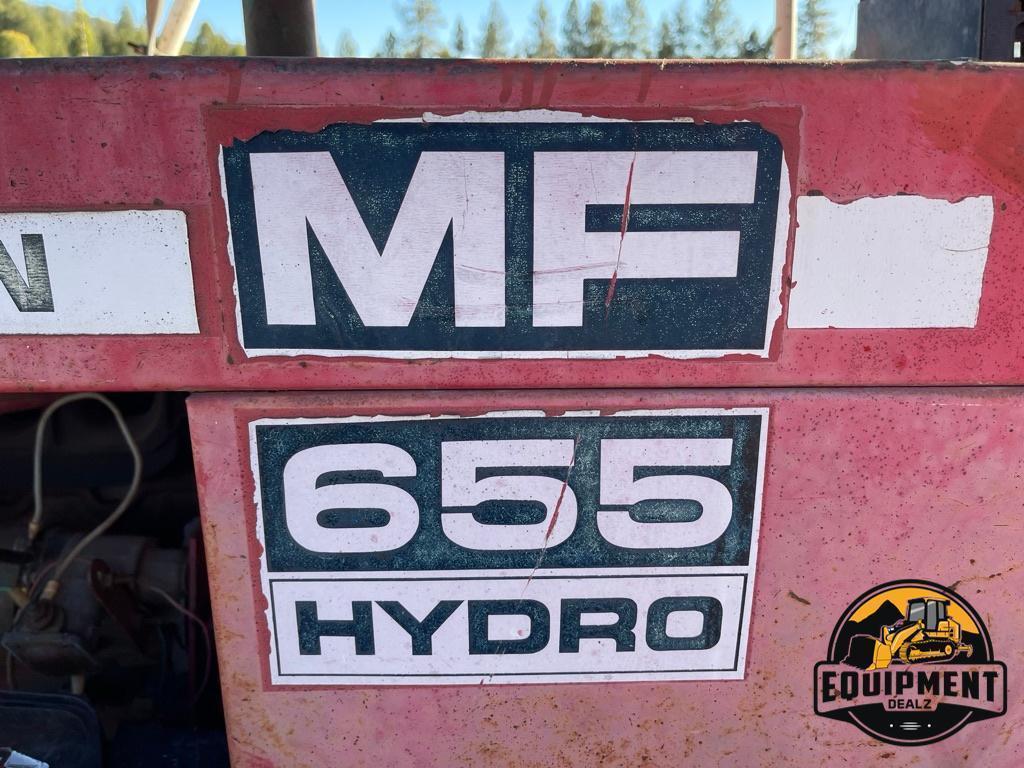 MF
N
655
HYDRO
EQUIPMENT
DEALZ